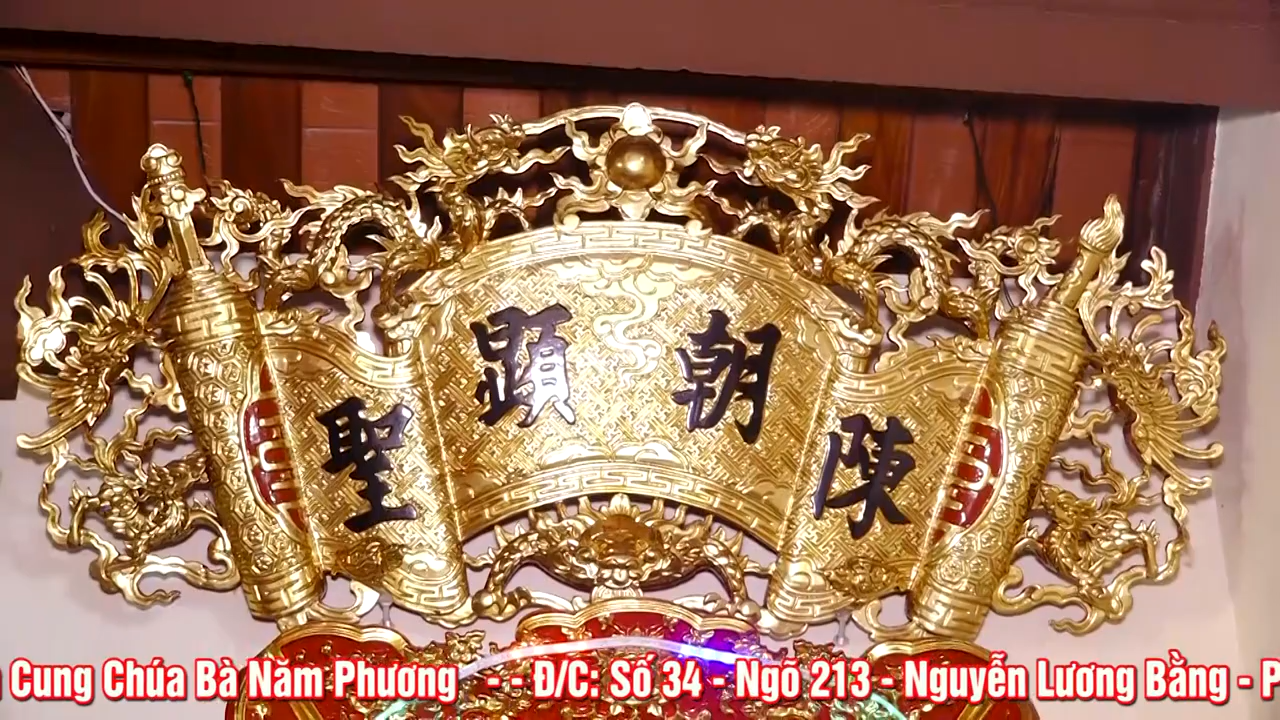 陳朝顯聖
Cung Chúa Bà Năm Phương - - Đ/C: Số 34 - Ngõ 213 - Nguyễn Lương Bằng - P